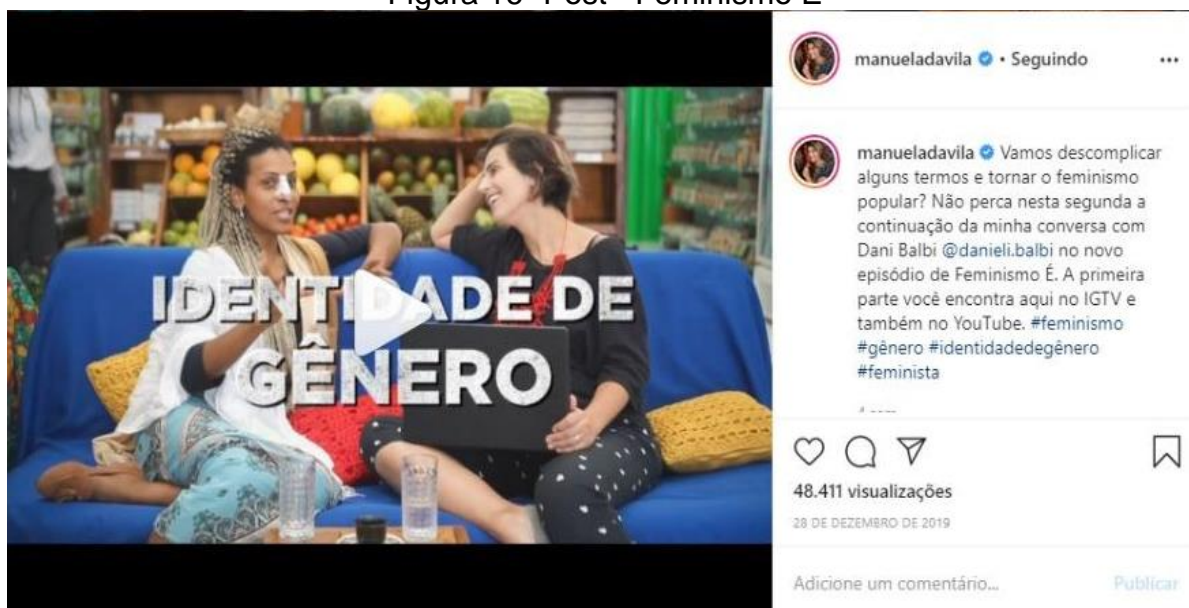 Figura 16- Post - Feminismo É
manueladavila • Seguindo
IDENTIDADE DE
GÊNERO
manueladavila Vamos descomplicar
alguns termos e tornar o feminismo
popular? Não perca nesta segunda a
continuação da minha conversa com
Dani Balbi @danieli.balbi no novo
episódio de Feminismo É. A primeira
parte você encontra aqui no IGTV e
também no YouTube. #feminismo
#gênero #identidadedegênero
#feminista
48.411 visualizações
28 DE DEZEMBRO DE 2019
Adicione um comentário... Publicar